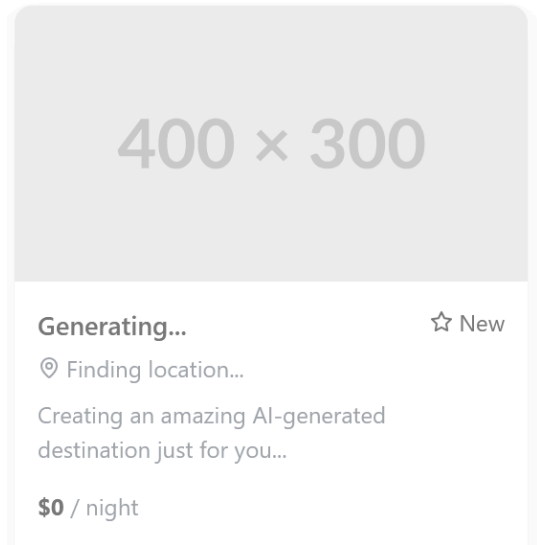 400 × 300
Generating...
New
Finding location...
Creating an amazing AI-generated
destination just for you...
$0 / night